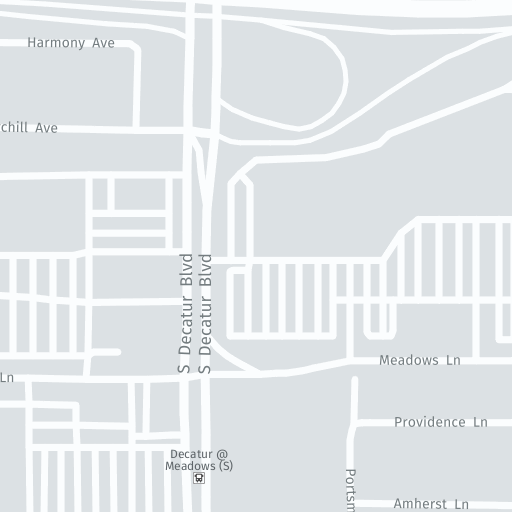 Harmony Ave
chill Ave
S Decatur Blvd
S Decatur Blvd
Meadows Ln
Ln
Providence Ln
Decatur @
Meadows (S)
Portsm
Amherst Ln